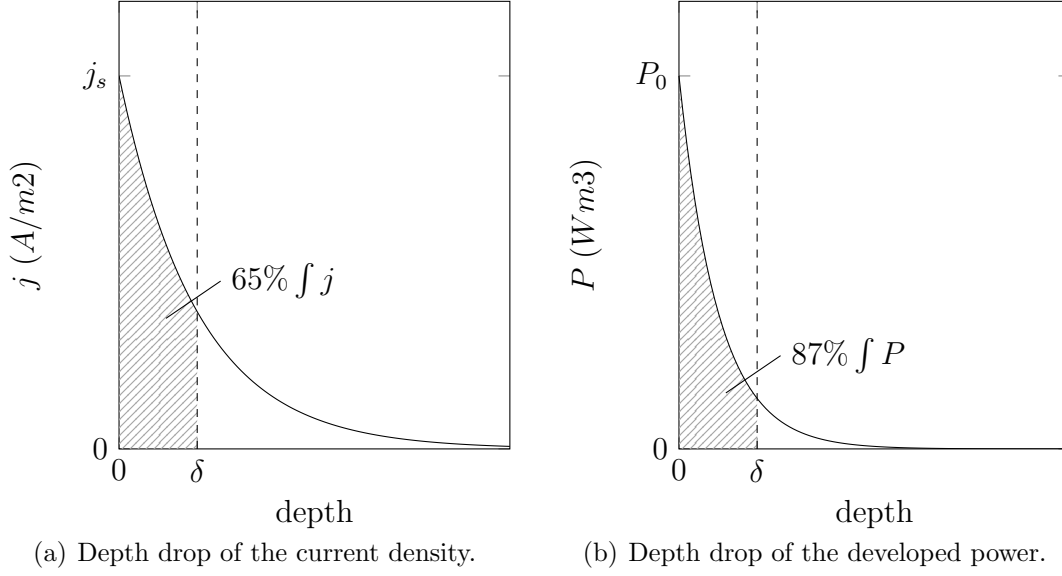 j_s
0
j (A/m2)
65% ∫ j
0 δ
depth
(a) Depth drop of the current density.
P_0
0
P (Wm3)
87% ∫ P
0 δ
depth
(b) Depth drop of the developed power.